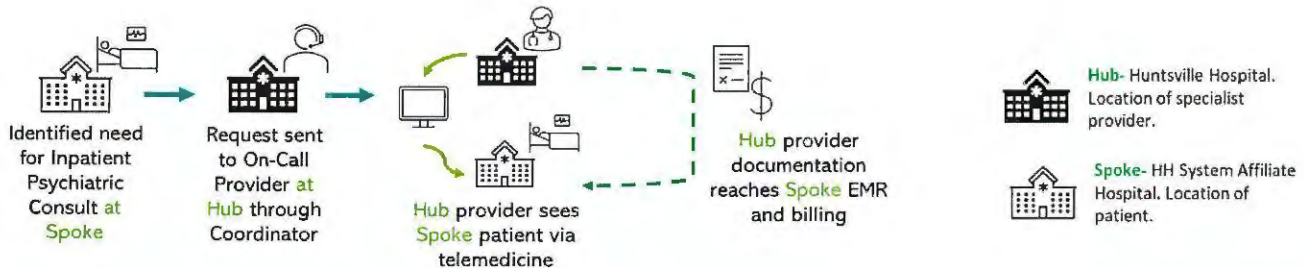 Identified need
for Inpatient
Psychiatric
Consult at
Spoke
Request sent
to On-Call
Provider at
Hub through
Coordinator
Hub provider sees
Spoke patient via
telemedicine
Hub provider
documentation
reaches Spoke EMR
and billing
Hub- Huntsville Hospital.
Location of specialist
provider.
Spoke- HH System Affiliate
Hospital. Location of
patient.